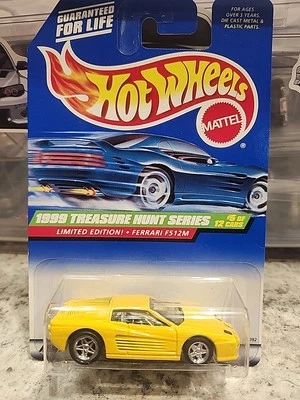 GUARANTEED
FOR LIFE
FOR AGES
OVER 3 YEARS.
DIE CAST METAL &
PLASTIC PARTS.
HOT WHEELS
MATTEL
®
1999 TREASURE HUNT SERIES
#6 OF
12 CARS
LIMITED EDITION! • FERRARI F512M